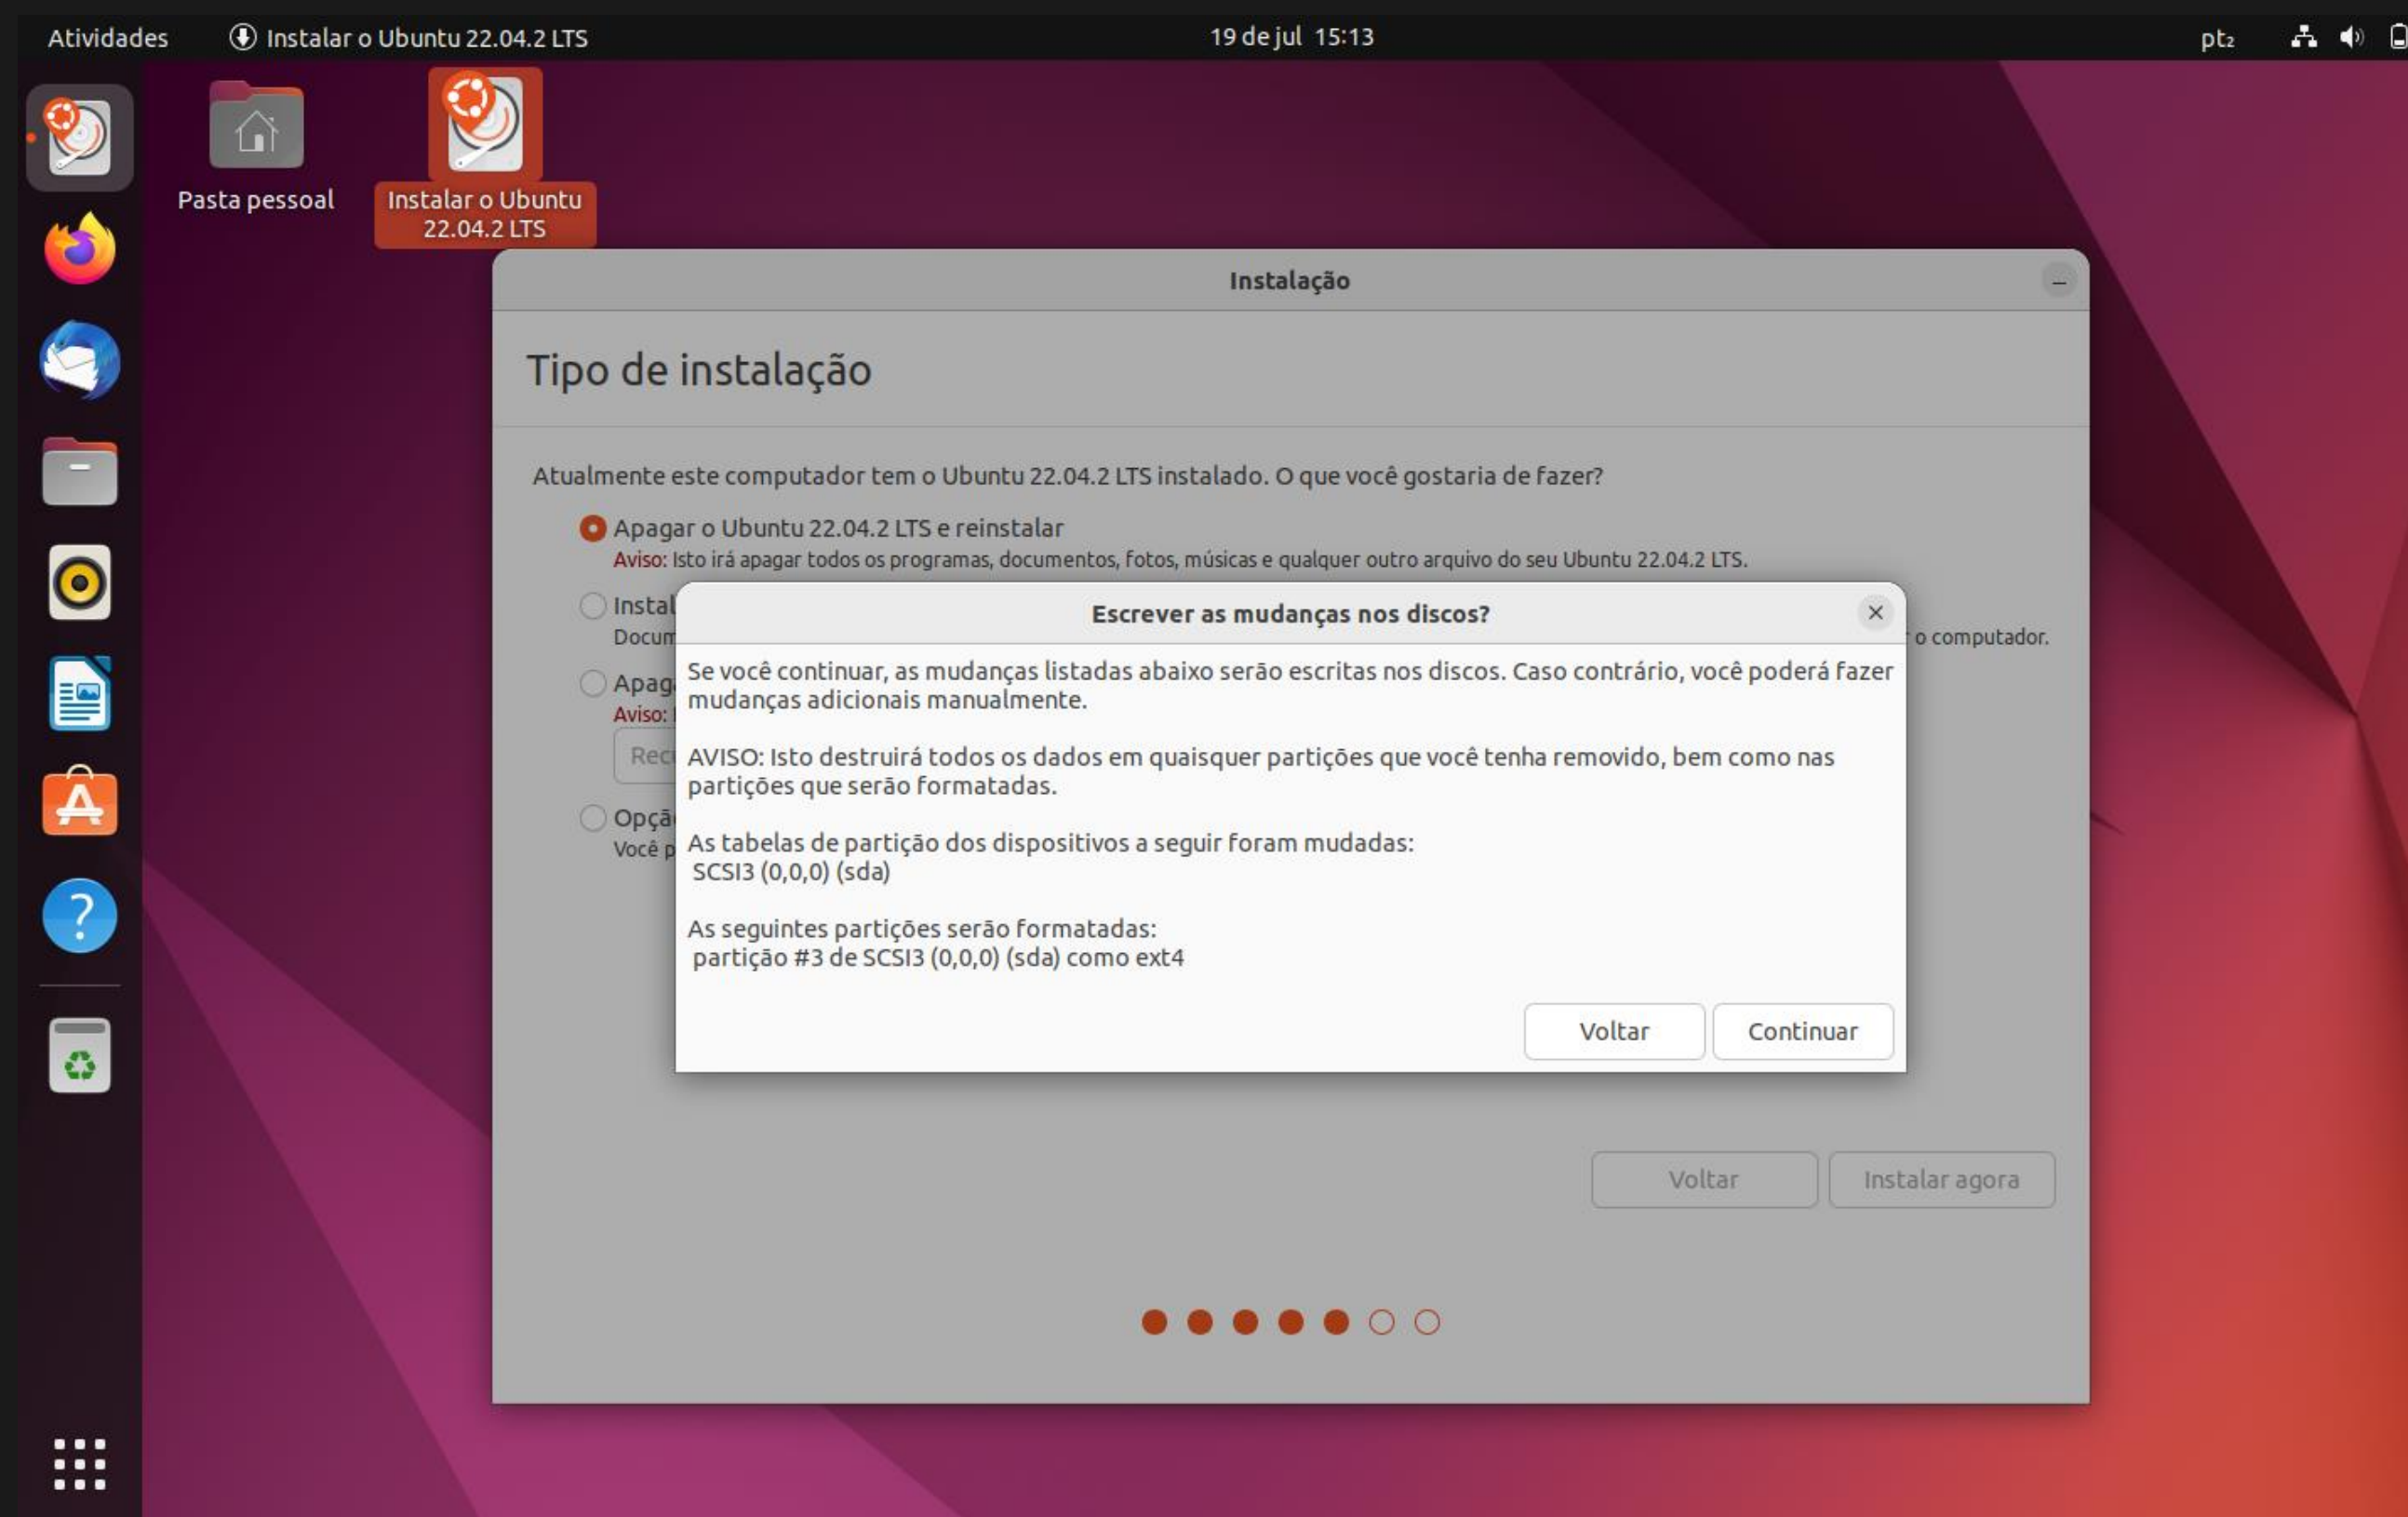 Atividades
Instalar o Ubuntu 22.04.2 LTS
19 de jul 15:13
pt₂
Pasta pessoal
Instalar o Ubuntu
22.04.2 LTS
Instalação
Tipo de instalação
Atualmente este computador tem o Ubuntu 22.04.2 LTS instalado. O que você gostaria de fazer?
Apagar o Ubuntu 22.04.2 LTS e reinstalar
Aviso: Isto irá apagar todos os programas, documentos, fotos, músicas e qualquer outro arquivo do seu Ubuntu 22.04.2 LTS.
o computador.
Aviso:
Você
Escrever as mudanças nos discos?
Se você continuar, as mudanças listadas abaixo serão escritas nos discos. Caso contrário, você poderá fazer
mudanças adicionais manualmente.
AVISO: Isto destruirá todos os dados em quaisquer partições que você tenha removido, bem como nas
partições que serão formatadas.
As tabelas de partição dos dispositivos a seguir foram mudadas:
SCSI3 (0,0,0) (sda)
As seguintes partições serão formatadas:
partição #3 de SCSI3 (0,0,0) (sda) como ext4
Voltar
Continuar
Voltar
Instalar agora